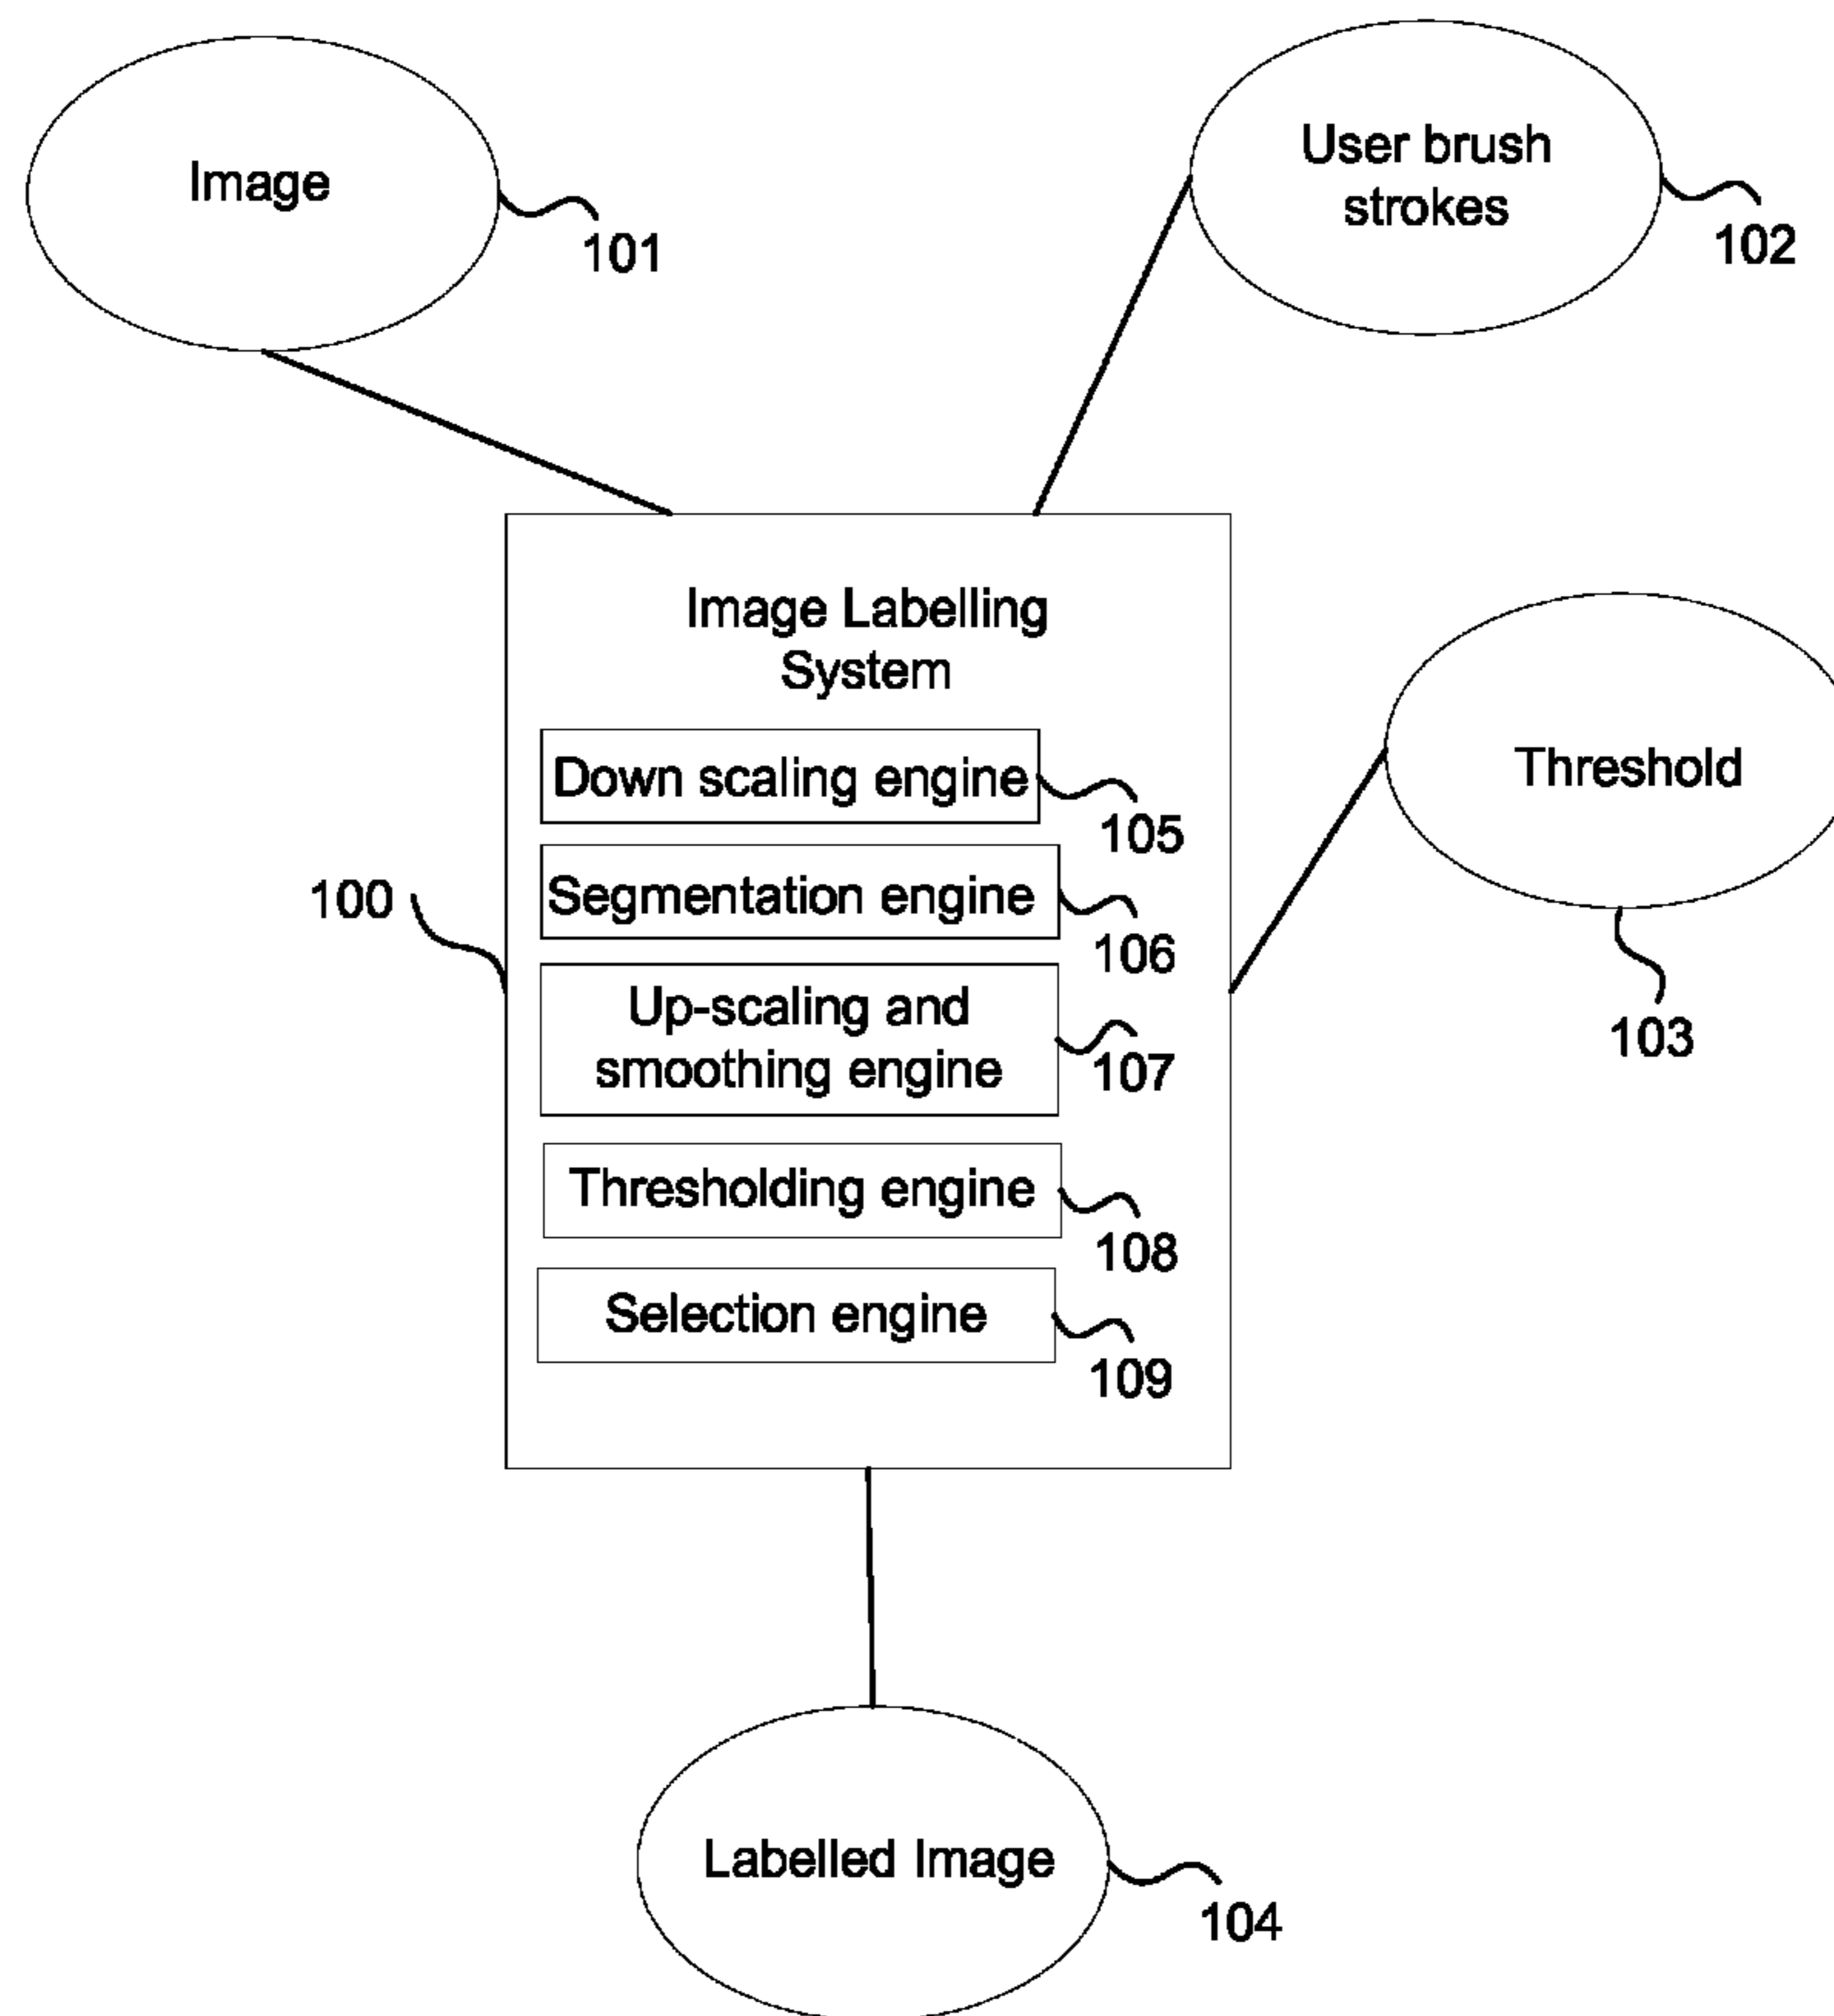 Image
101
User brush
strokes
102
Image Labelling
System
Down scaling engine
105
Threshold
103
100
Segmentation engine
106
Up-scaling and
smoothing engine
107
Thresholding engine
108
Selection engine
109
Labelled Image
104